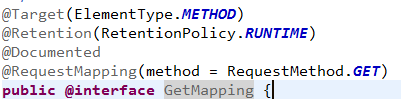 @Target(ElementType.METHOD)
@Retention(RetentionPolicy.RUNTIME)
@Documented
@RequestMapping(method = RequestMethod.GET)
public @interface GetMapping {